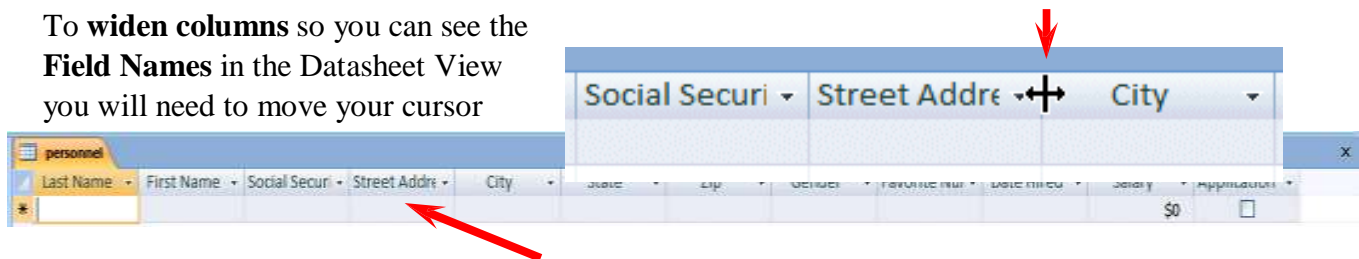 To widen columns so you can see the
Field Names in the Datasheet View
you will need to move your cursor
Social Securi Street Addre City
personnel x
Last Name First Name Social Securi Street Addre City State Zip Gender Favorite Nur Date Hired Salary Application
* $0